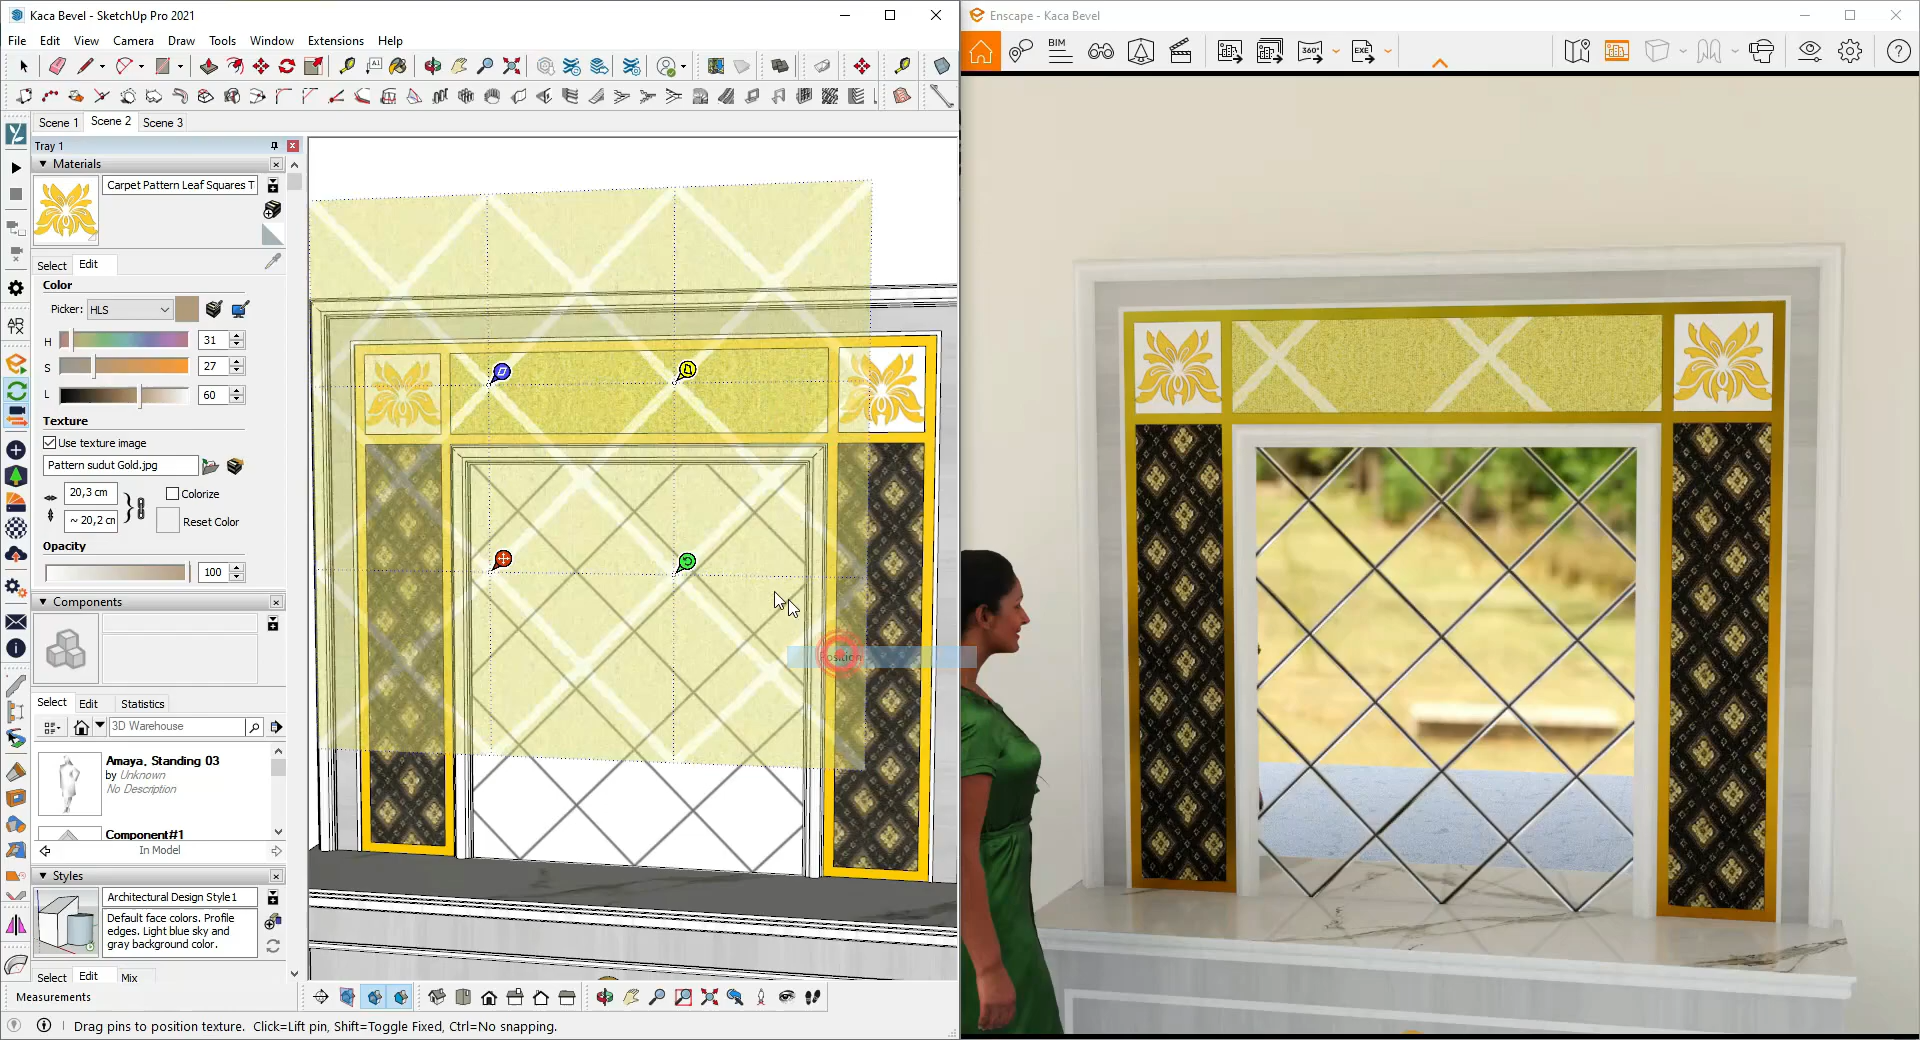 Kaca Bevel - SketchUp Pro 2021
Enscape - Kaca Bevel
File Edit View Camera Draw Tools Window Extensions Help
BIM
360°
EXE
Scene 1 Scene 2 Scene 3
Tray 1
Materials
Carpet Pattern Leaf Squares T
Select Edit
Color
Picker: HLS
H 31
S 27
L 60
Texture
Use texture image
Pattern sudut Gold.jpg
20,3 cm
Colorize
~ 20,2 cm
Reset Color
Opacity
100
Position
Components
Select Edit Statistics
3D Warehouse
Amaya, Standing 03
by Unknown
No Description
Component#1
In Model
Styles
Architectural Design Style1
Default face colors. Profile
edges. Light blue sky and
gray background color.
Select Edit Mix
Measurements
Drag pins to position texture. Click=Lift pin, Shift=Toggle Fixed, Ctrl=No snapping.